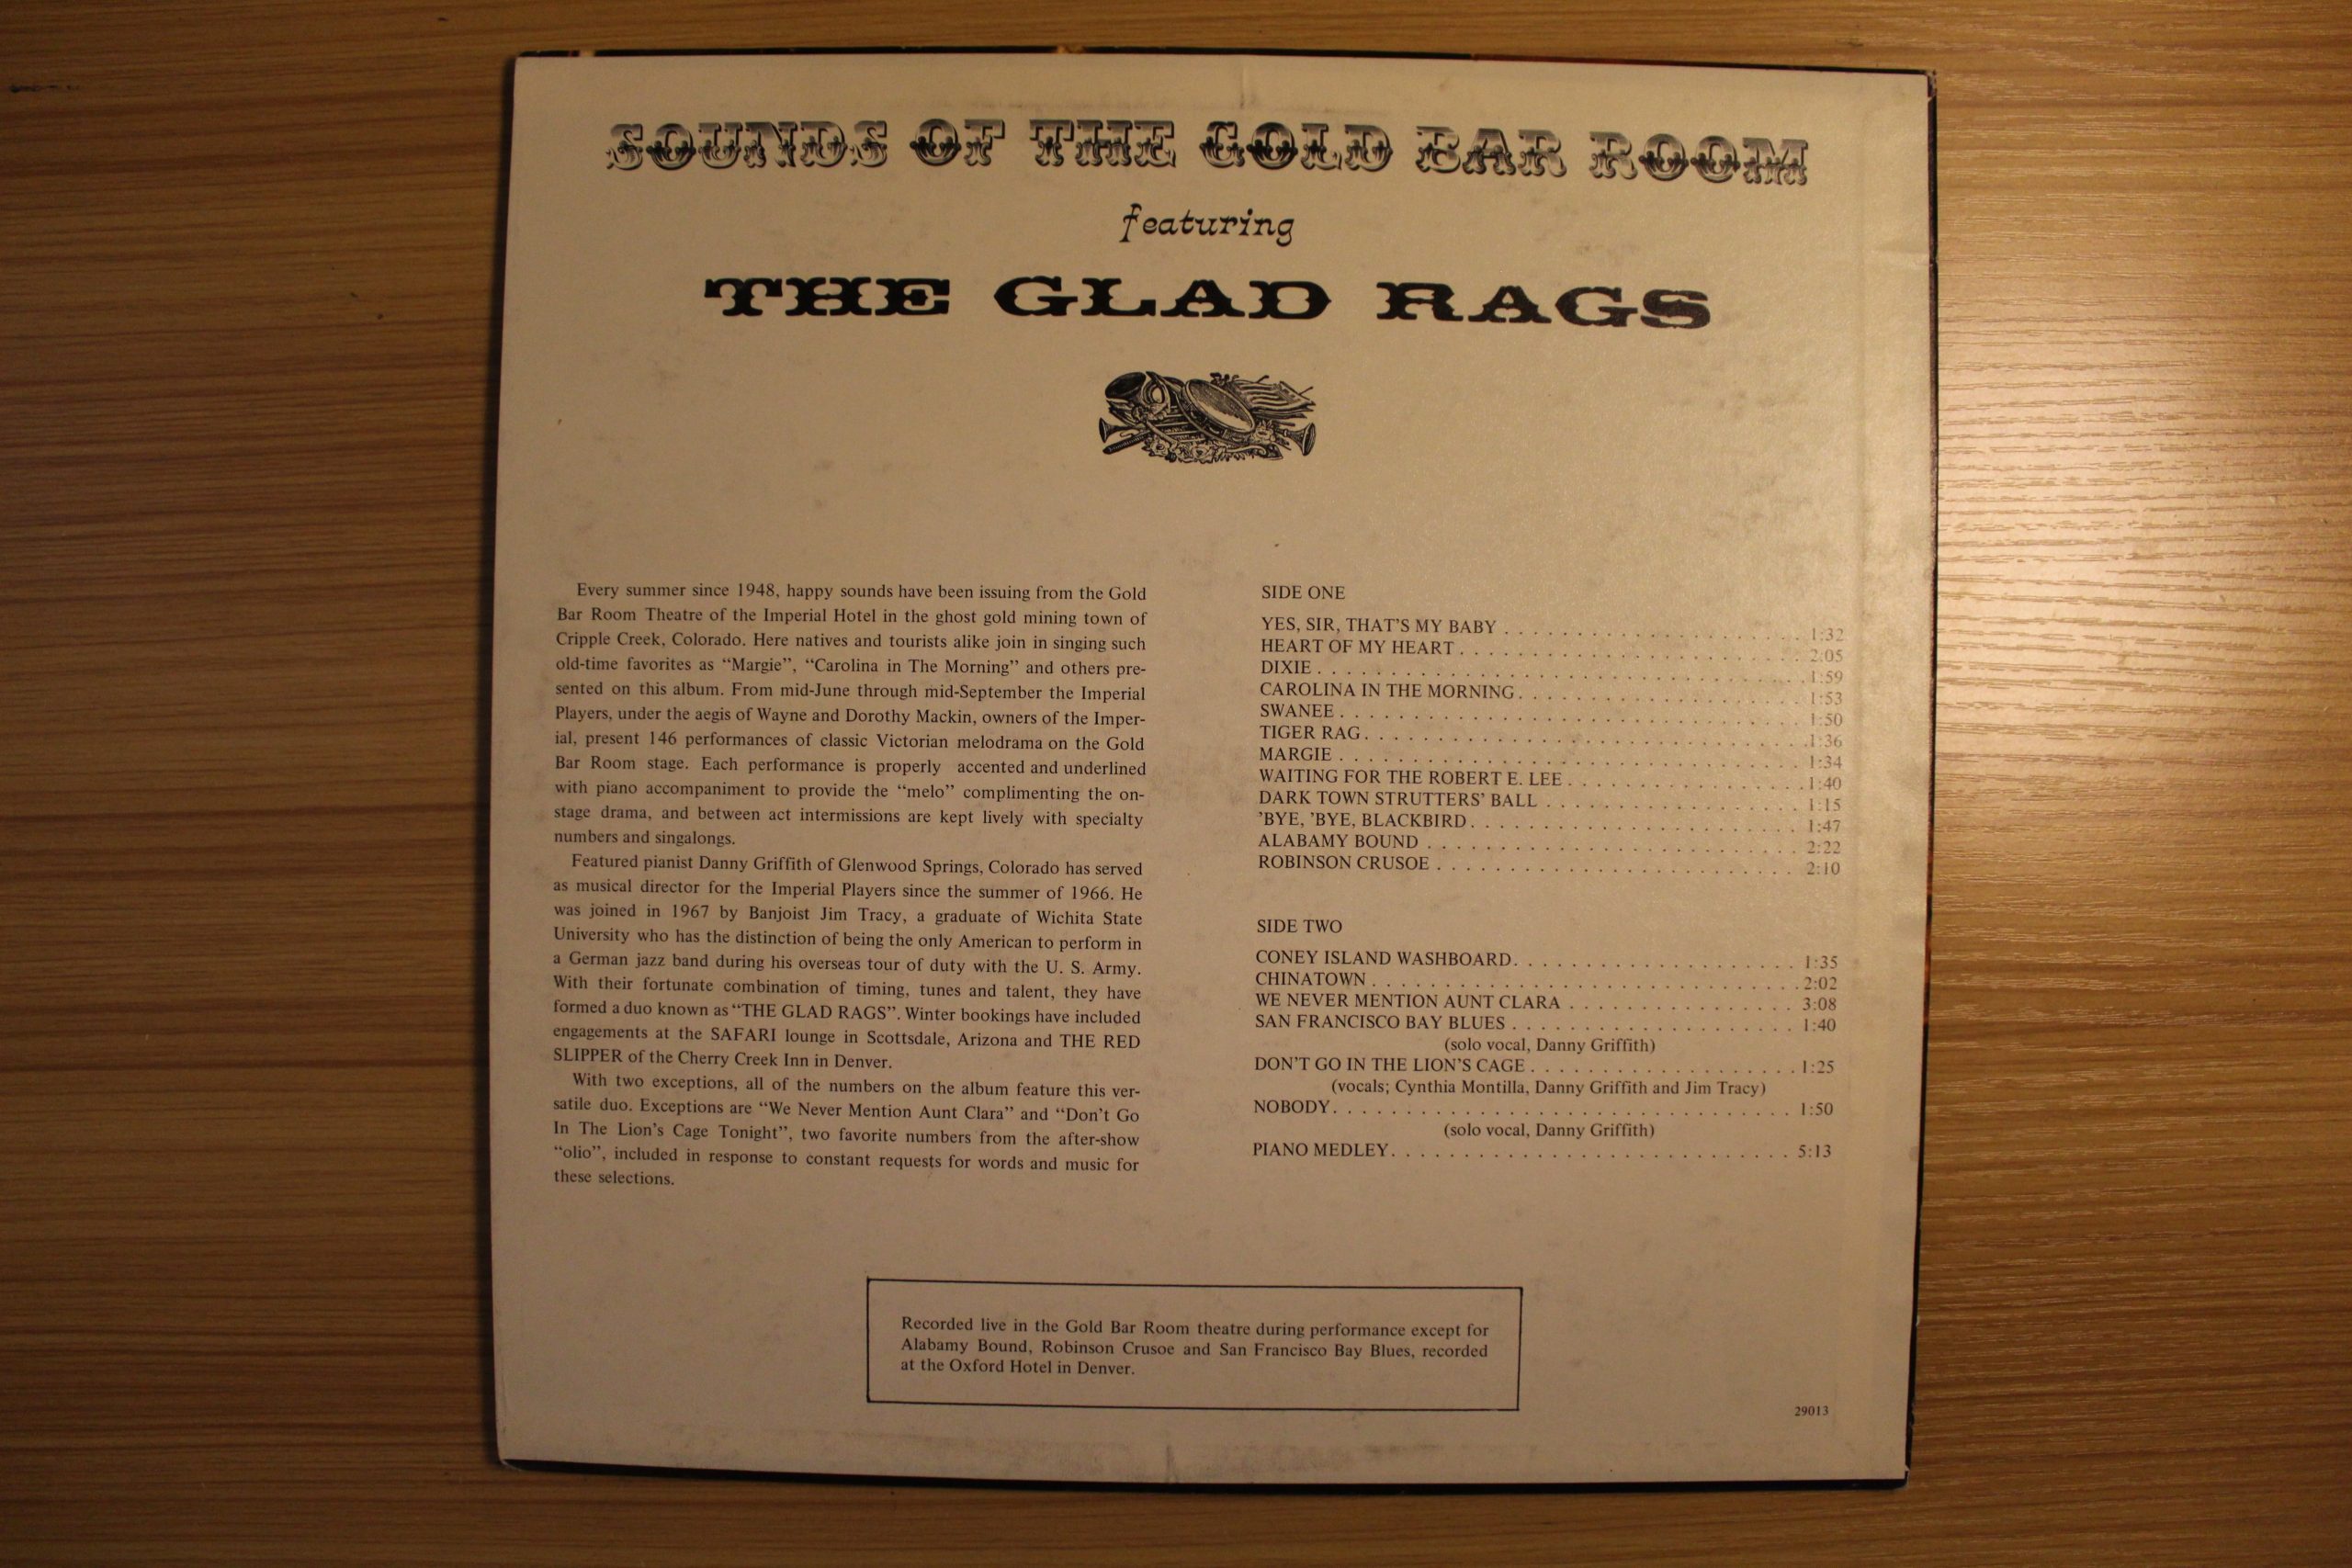 SOUNDS OF THE GOLD BAR ROOM
featuring
THE GLAD RAGS
Every summer since 1948, happy sounds have been issuing from the Gold
Bar Room Theatre of the Imperial Hotel in the ghost gold mining town of
Cripple Creek, Colorado. Here natives and tourists alike join in singing such
old-time favorites as “Margie”, “Carolina in The Morning” and others pre-
sented on this album. From mid-June through mid-September the Imperial
Players, under the aegis of Wayne and Dorothy Mackin, owners of the Imper-
ial, present 146 performances of classic Victorian melodrama on the Gold
Bar Room stage. Each performance is properly accented and underlined
with piano accompaniment to provide the “melo” complimenting the on-
stage drama, and between act intermissions are kept lively with specialty
numbers and singalongs.
Featured pianist Danny Griffith of Glenwood Springs, Colorado has served
as musical director for the Imperial Players since the summer of 1966. He
was joined in 1967 by Banjoist Jim Tracy, a graduate of Wichita State
University who has the distinction of being the only American to perform in
a German jazz band during his overseas tour of duty with the U. S. Army.
With their fortunate combination of timing, tunes and talent, they have
formed a duo known as “THE GLAD RAGS”. Winter bookings have included
engagements at the SAFARI lounge in Scottsdale, Arizona and THE RED
SLIPPER of the Cherry Creek Inn in Denver.
With two exceptions, all of the numbers on the album feature this ver-
satile duo. Exceptions are “We Never Mention Aunt Clara” and “Don’t Go
In The Lion’s Cage Tonight”, two favorite numbers from the after-show
“olio”, included in response to constant requests for words and music for
these selections.
SIDE ONE
YES, SIR, THAT’S MY BABY . . . . . . . . . . . . . . . . . . . . 1:32
HEART OF MY HEART . . . . . . . . . . . . . . . . . . . . . . . 2:05
DIXIE . . . . . . . . . . . . . . . . . . . . . . . . . . . . . . . . . 1:59
CAROLINA IN THE MORNING . . . . . . . . . . . . . . . . . . . 1:53
SWANEE . . . . . . . . . . . . . . . . . . . . . . . . . . . . . . . 1:50
TIGER RAG . . . . . . . . . . . . . . . . . . . . . . . . . . . . . . 1:36
MARGIE . . . . . . . . . . . . . . . . . . . . . . . . . . . . . . . 1:34
WAITING FOR THE ROBERT E. LEE . . . . . . . . . . . . . . . . 1:40
DARK TOWN STRUTTERS’ BALL . . . . . . . . . . . . . . . . . 1:15
’BYE, ’BYE, BLACKBIRD . . . . . . . . . . . . . . . . . . . . . . 1:47
ALABAMY BOUND . . . . . . . . . . . . . . . . . . . . . . . . . 2:22
ROBINSON CRUSOE . . . . . . . . . . . . . . . . . . . . . . . . 2:10
SIDE TWO
CONEY ISLAND WASHBOARD . . . . . . . . . . . . . . . . . . . 1:35
CHINATOWN . . . . . . . . . . . . . . . . . . . . . . . . . . . . . 2:02
WE NEVER MENTION AUNT CLARA . . . . . . . . . . . . . . . 3:08
SAN FRANCISCO BAY BLUES . . . . . . . . . . . . . . . . . . . 1:40
(solo vocal, Danny Griffith)
DON’T GO IN THE LION’S CAGE . . . . . . . . . . . . . . . . . . 1:25
(vocals; Cynthia Montilla, Danny Griffith and Jim Tracy)
NOBODY . . . . . . . . . . . . . . . . . . . . . . . . . . . . . . . 1:50
(solo vocal, Danny Griffith)
PIANO MEDLEY . . . . . . . . . . . . . . . . . . . . . . . . . . . 5:13
Recorded live in the Gold Bar Room theatre during performance except for
Alabamy Bound, Robinson Crusoe and San Francisco Bay Blues, recorded
at the Oxford Hotel in Denver.
29013